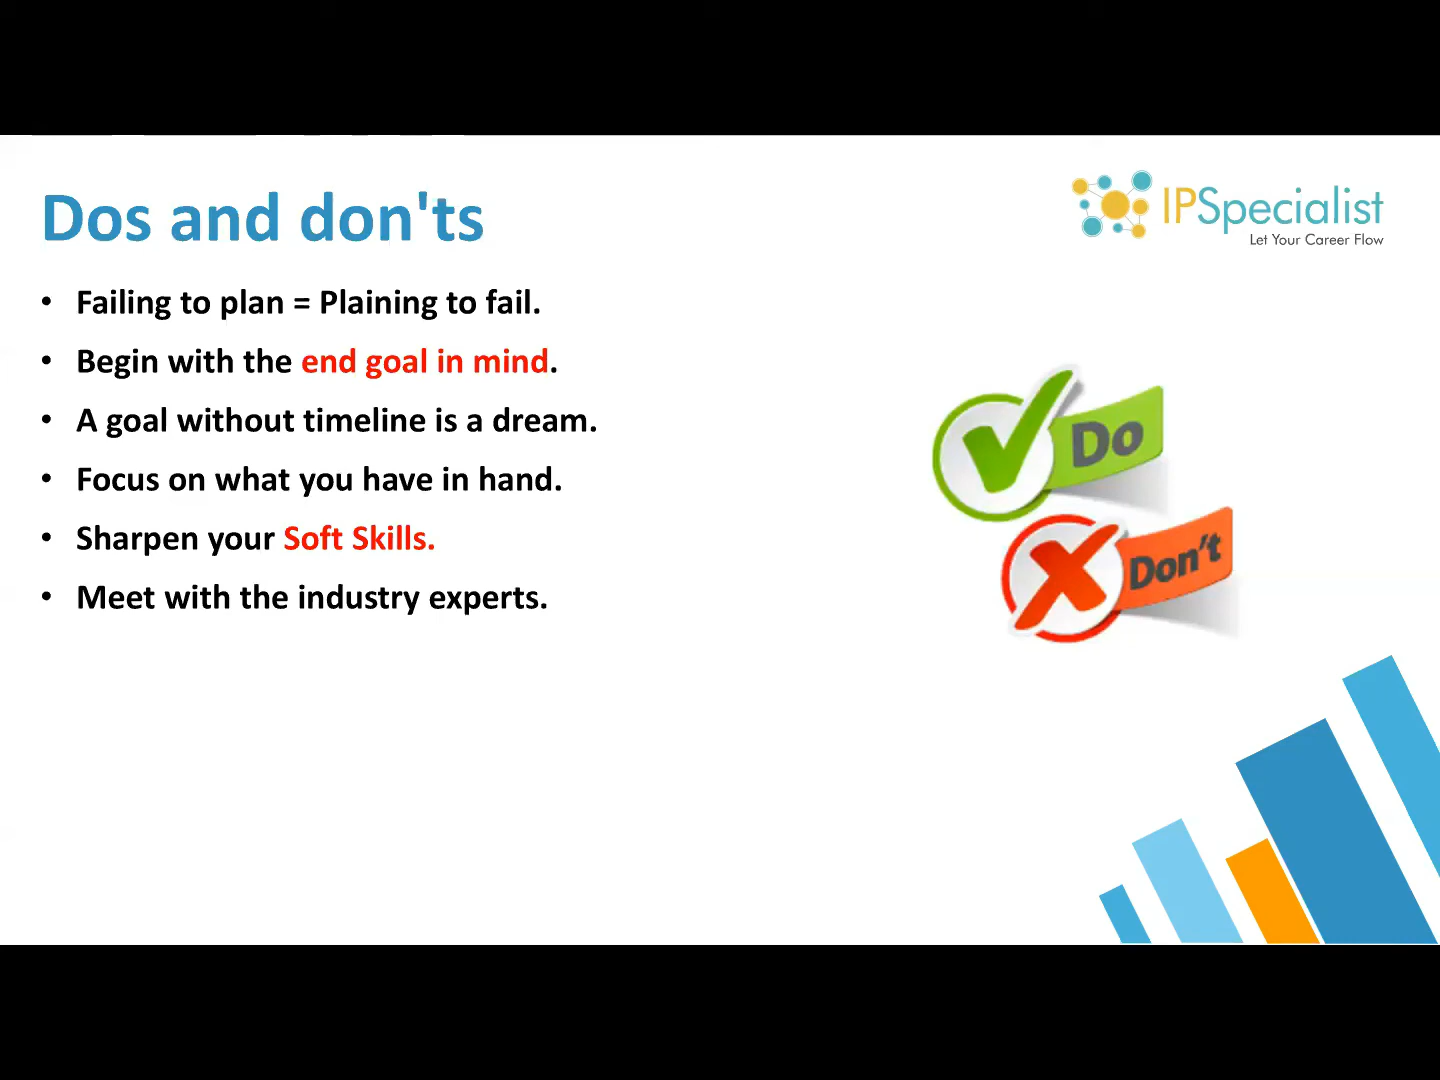 Dos and don'ts
IPSpecialist
Let Your Career Flow
• Failing to plan = Plaining to fail.
• Begin with the end goal in mind.
• A goal without timeline is a dream.
• Focus on what you have in hand.
• Sharpen your Soft Skills.
• Meet with the industry experts.
Do
Don't